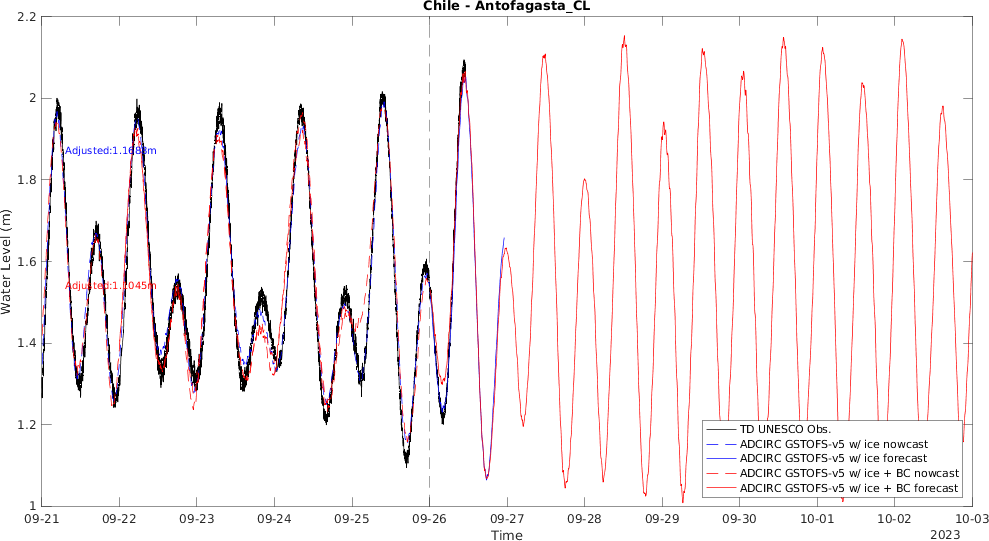 Chile - Antofagasta_CL
2.2
2
1.8
1.6
1.4
1.2
1
Water Level (m)
Adjusted:1.1683m
Adjusted:1.1045m
TD UNESCO Obs.
ADCIRC GSTOFS-v5 w/ ice nowcast
ADCIRC GSTOFS-v5 w/ ice forecast
ADCIRC GSTOFS-v5 w/ ice + BC nowcast
ADCIRC GSTOFS-v5 w/ ice + BC forecast
09-21 09-22 09-23 09-24 09-25 09-26 09-27 09-28 09-29 09-30 10-01 10-02 10-03
Time
2023